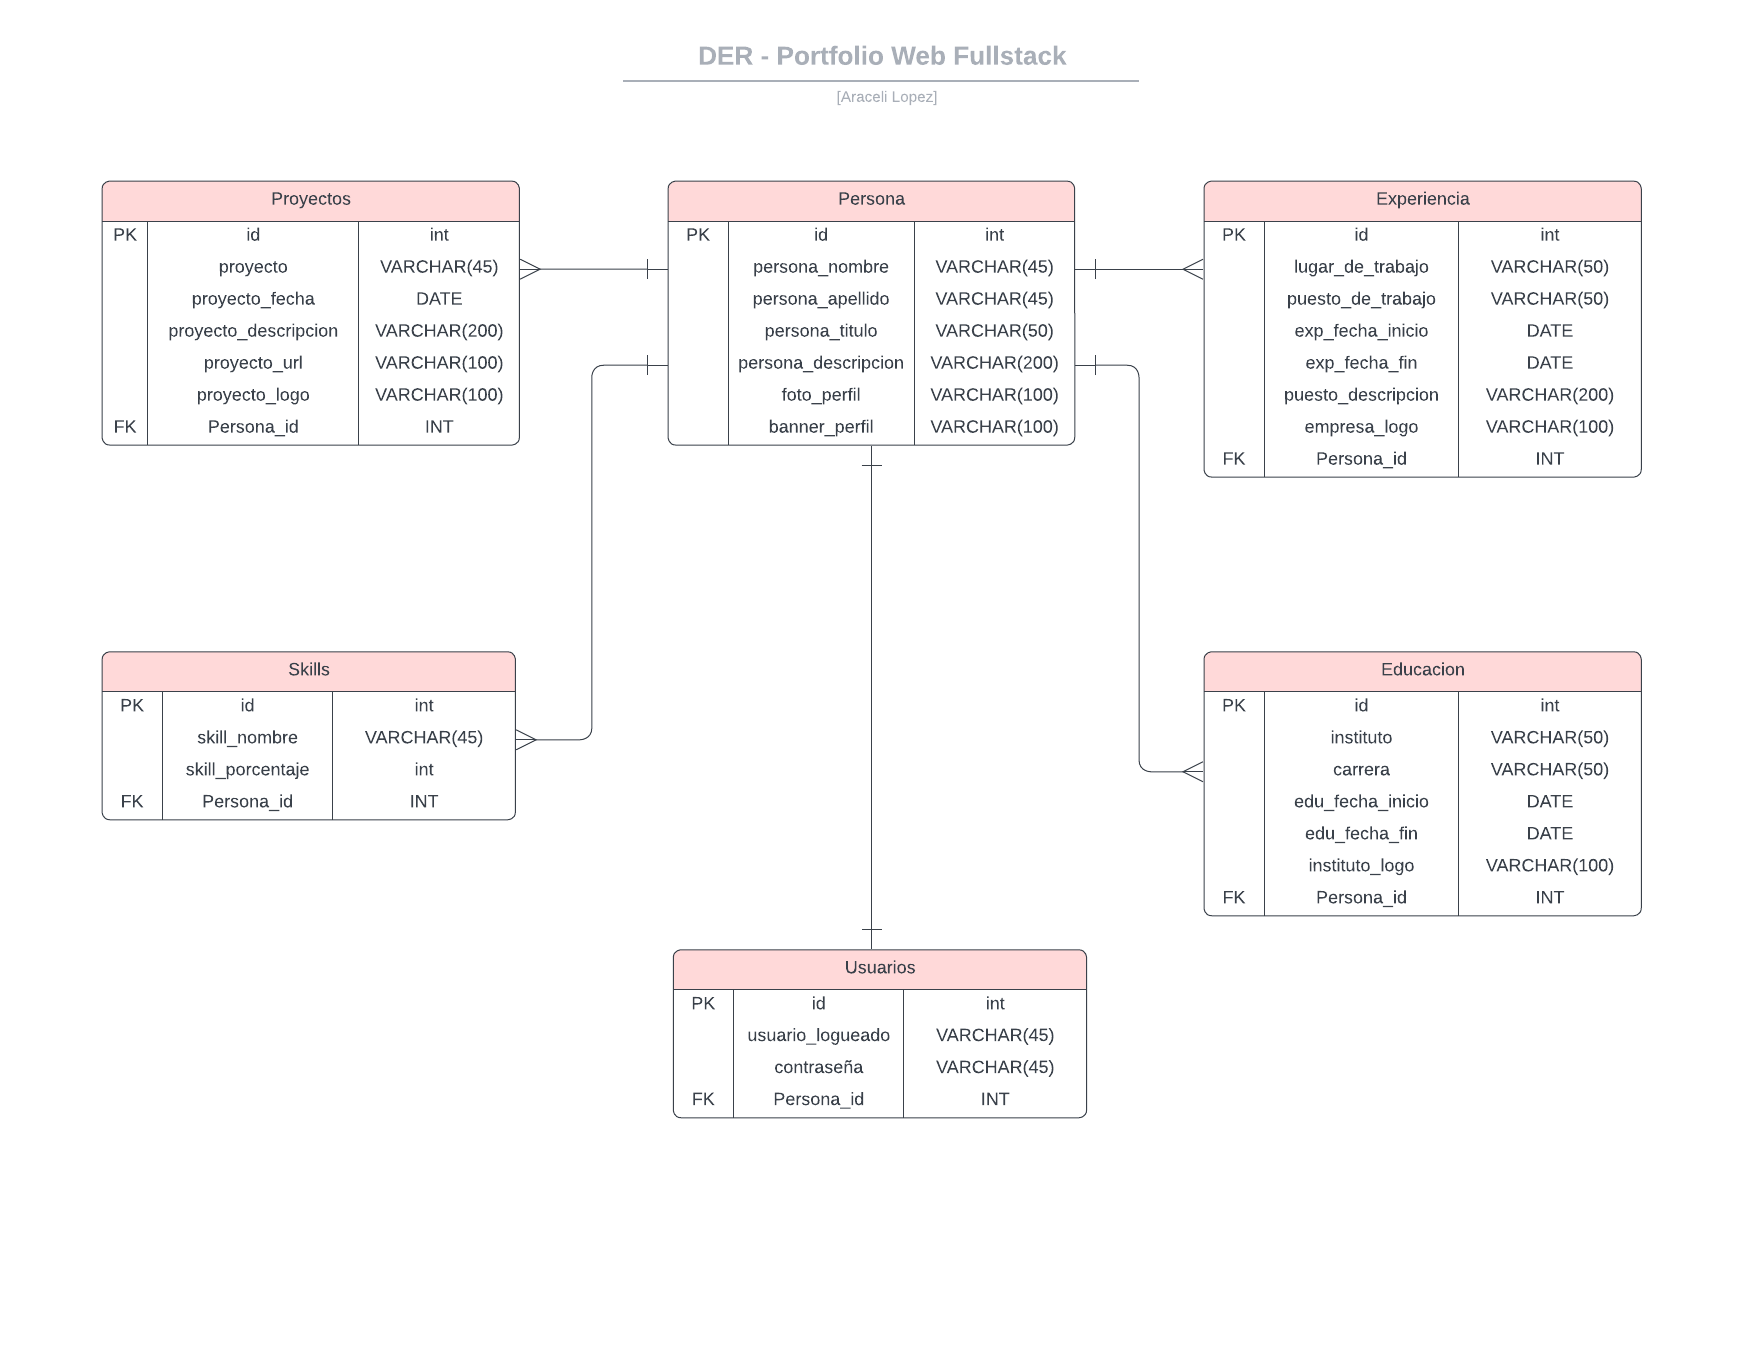 DER - Portfolio Web Fullstack
[Araceli Lopez]
Proyectos
PK id int
proyecto VARCHAR(45)
proyecto_fecha DATE
proyecto_descripcion VARCHAR(200)
proyecto_url VARCHAR(100)
proyecto_logo VARCHAR(100)
FK Persona_id INT
Persona
PK id int
persona_nombre VARCHAR(45)
persona_apellido VARCHAR(45)
persona_titulo VARCHAR(50)
persona_descripcion VARCHAR(200)
foto_perfil VARCHAR(100)
banner_perfil VARCHAR(100)
Experiencia
PK id int
lugar_de_trabajo VARCHAR(50)
puesto_de_trabajo VARCHAR(50)
exp_fecha_inicio DATE
exp_fecha_fin DATE
puesto_descripcion VARCHAR(200)
empresa_logo VARCHAR(100)
FK Persona_id INT
Skills
PK id int
skill_nombre VARCHAR(45)
skill_porcentaje int
FK Persona_id INT
Educacion
PK id int
instituto VARCHAR(50)
carrera VARCHAR(50)
edu_fecha_inicio DATE
edu_fecha_fin DATE
instituto_logo VARCHAR(100)
FK Persona_id INT
Usuarios
PK id int
usuario_logueado VARCHAR(45)
contraseña VARCHAR(45)
FK Persona_id INT